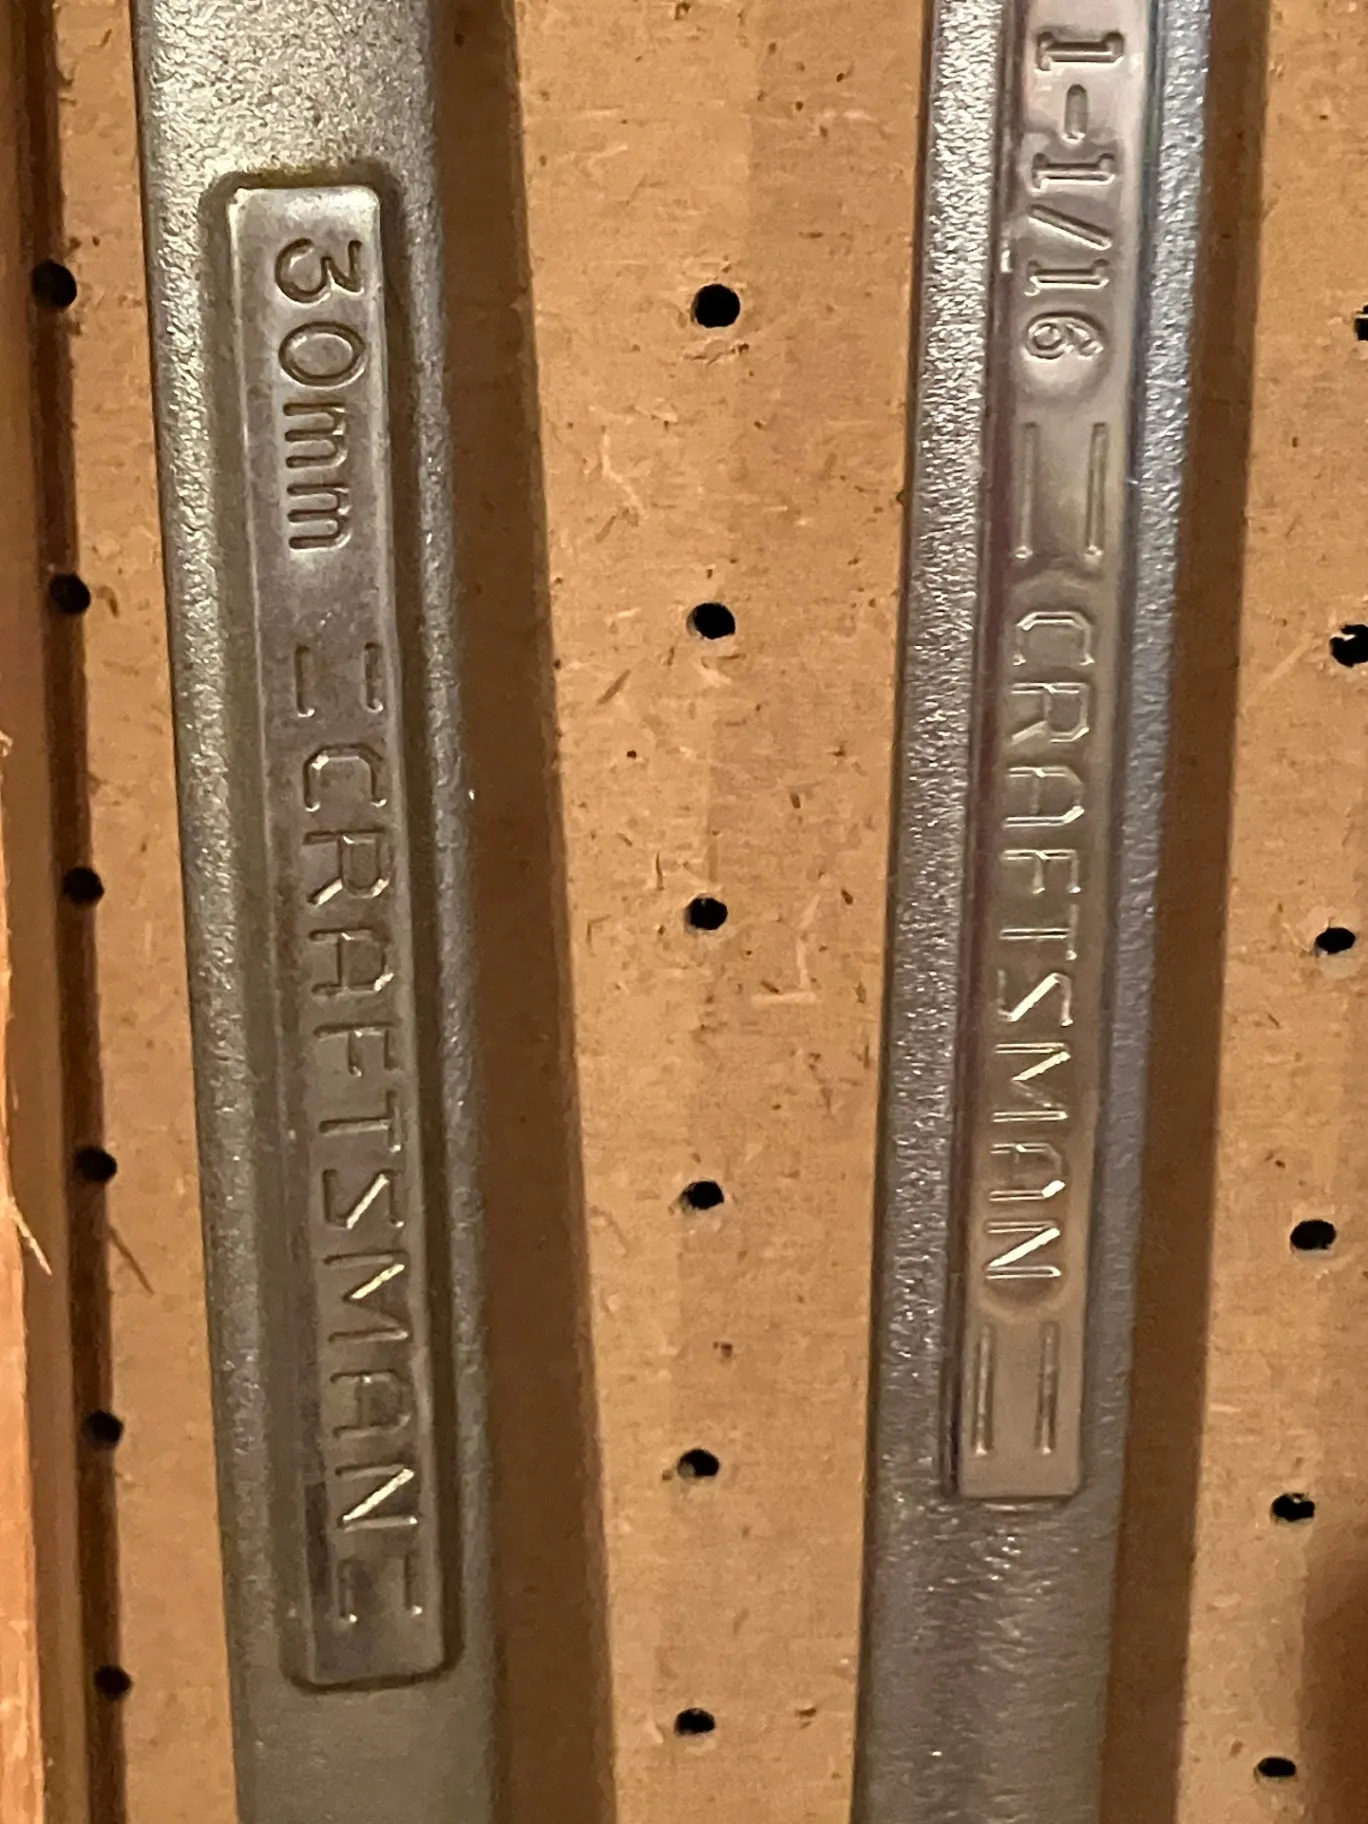 30mm =CRAFTSMAN=
1-1/16 =CRAFTSMAN=